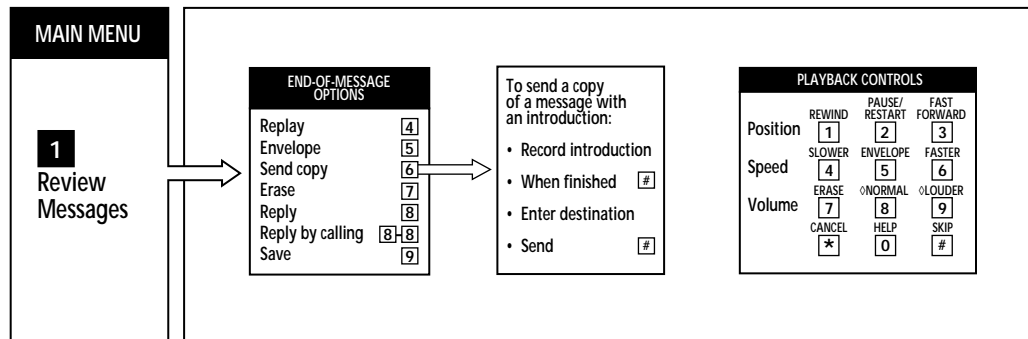 MAIN MENU
1
Review
Messages
END-OF-MESSAGE
OPTIONS
Replay 4
Envelope 5
Send copy 6
Erase 7
Reply 8
Reply by calling 8-8
Save 9
To send a copy
of a message with
an introduction:
• Record introduction
• When finished #
• Enter destination
• Send #
PLAYBACK CONTROLS
REWIND PAUSE/RESTART FAST FORWARD
Position 1 2 3
SLOWER ENVELOPE FASTER
Speed 4 5 6
ERASE ◊NORMAL ◊LOUDER
Volume 7 8 9
CANCEL HELP SKIP
* 0 #